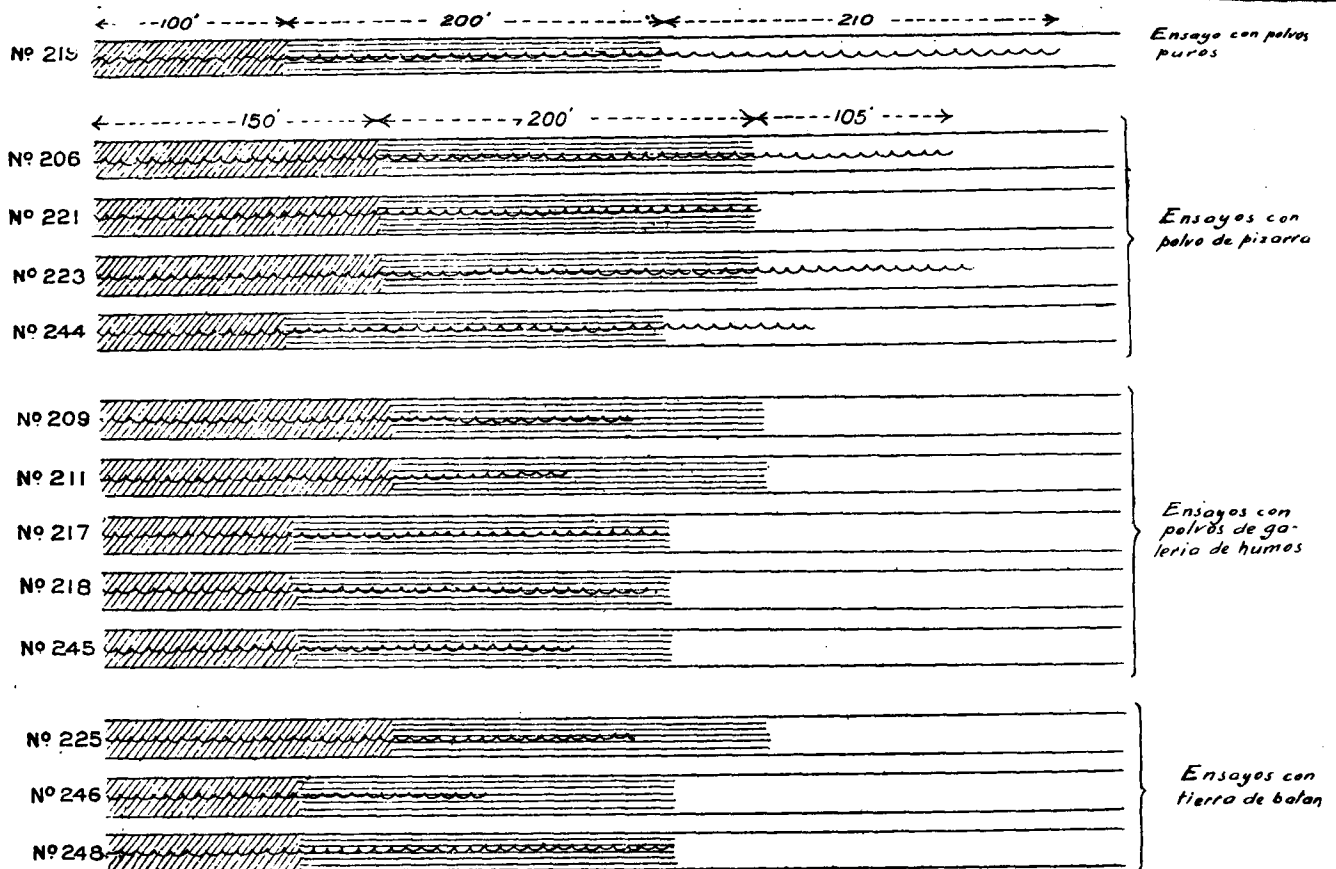 100' 200' 210
Nº 219 Ensayo con polvos
puros
150' 200' 105'
Nº 206
Nº 221
Ensayos con
polvo de pizarra
Nº 223
Nº 244
Nº 209
Nº 211
Nº 217
Ensayos con
polvos de ga-
leria de humos
Nº 218
Nº 245
Nº 225
Nº 246
Ensayos con
tierra de batan
Nº 248